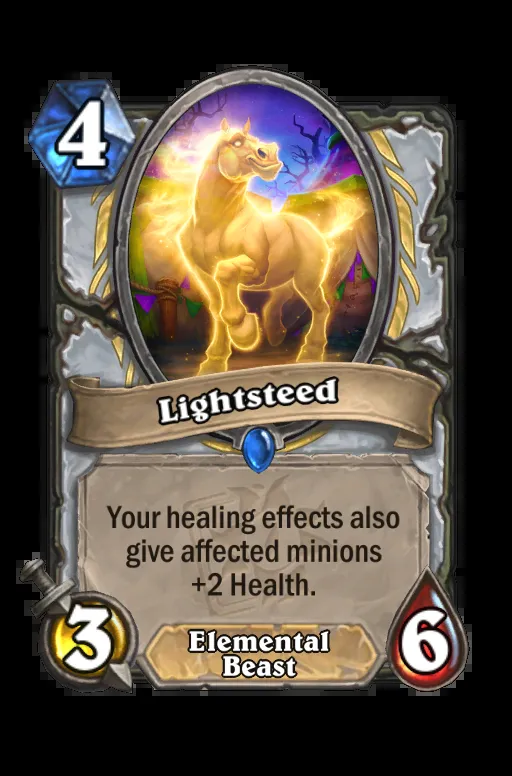 4
Lightsteed
Your healing effects also
give affected minions
+2 Health.
3
Elemental
Beast
6